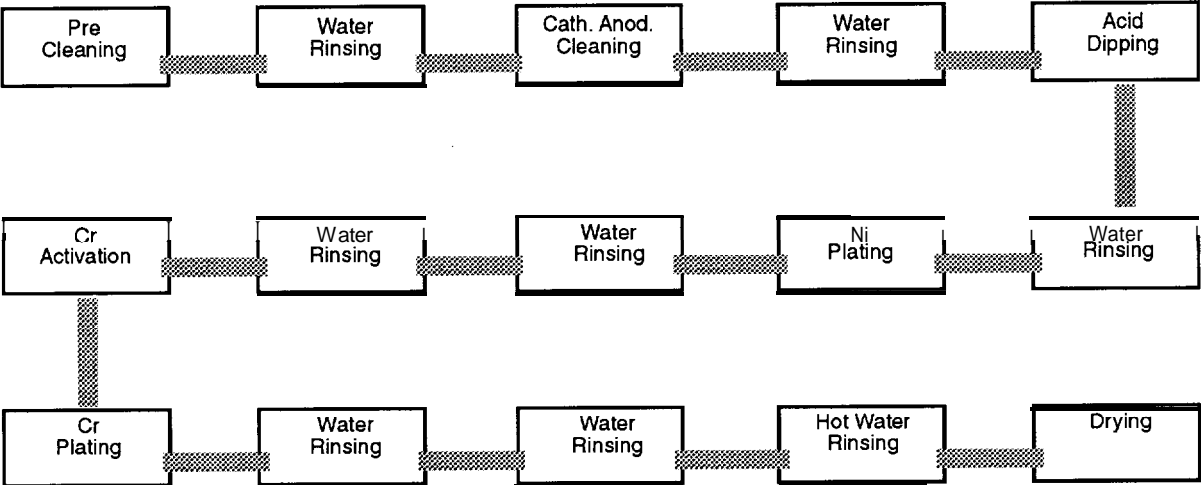 Pre
Cleaning
Water
Rinsing
Cath. Anod.
Cleaning
Water
Rinsing
Acid
Dipping
Cr
Activation
Water
Rinsing
Water
Rinsing
Ni
Plating
Water
Rinsing
Cr
Plating
Water
Rinsing
Water
Rinsing
Hot Water
Rinsing
Drying